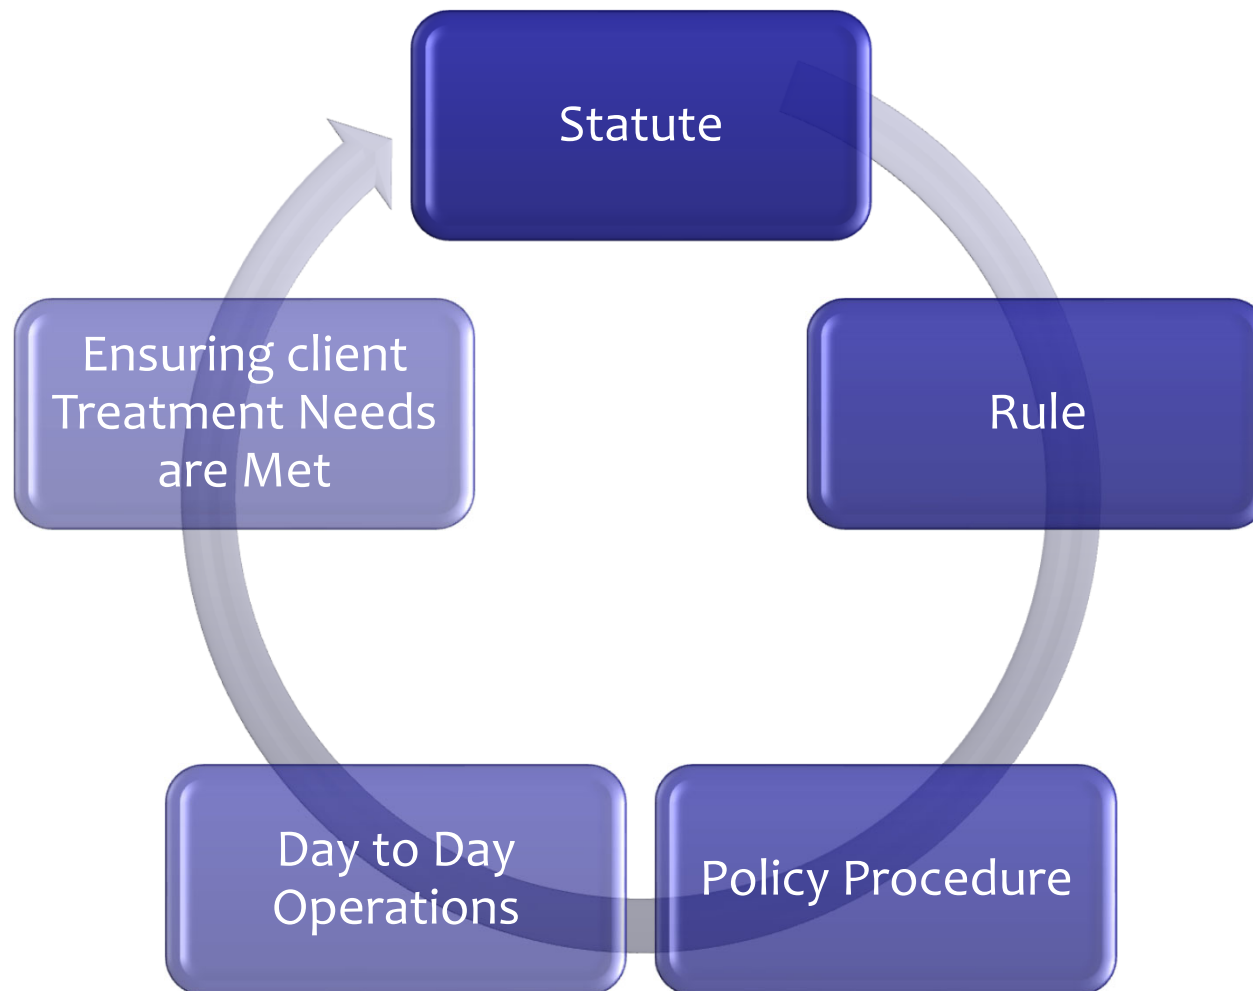 Statute
Rule
Policy Procedure
Day to Day
Operations
Ensuring client
Treatment Needs
are Met